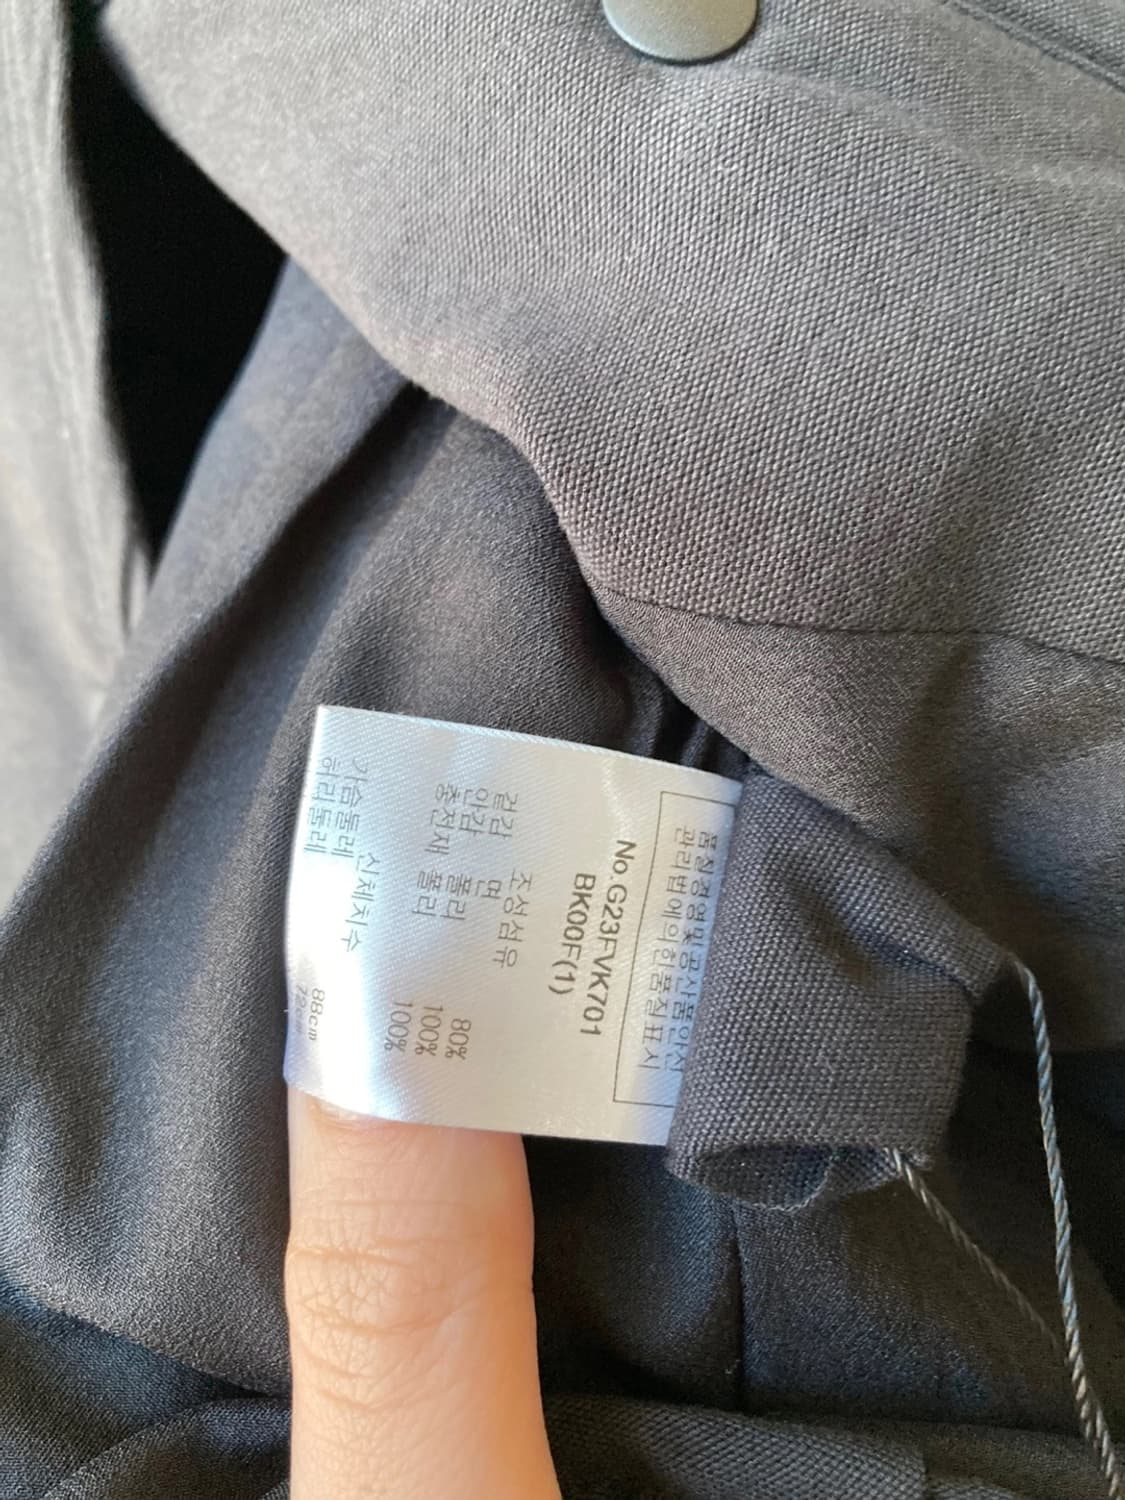 품질경영및공산품안전
관리법에의한품질표시
No.G23FVK701
BK00F(1)
조성섬유
겉감 면 80%
안감 폴리 100%
충전재 폴리 100%
신체치수
가슴둘레 88cm
허리둘레